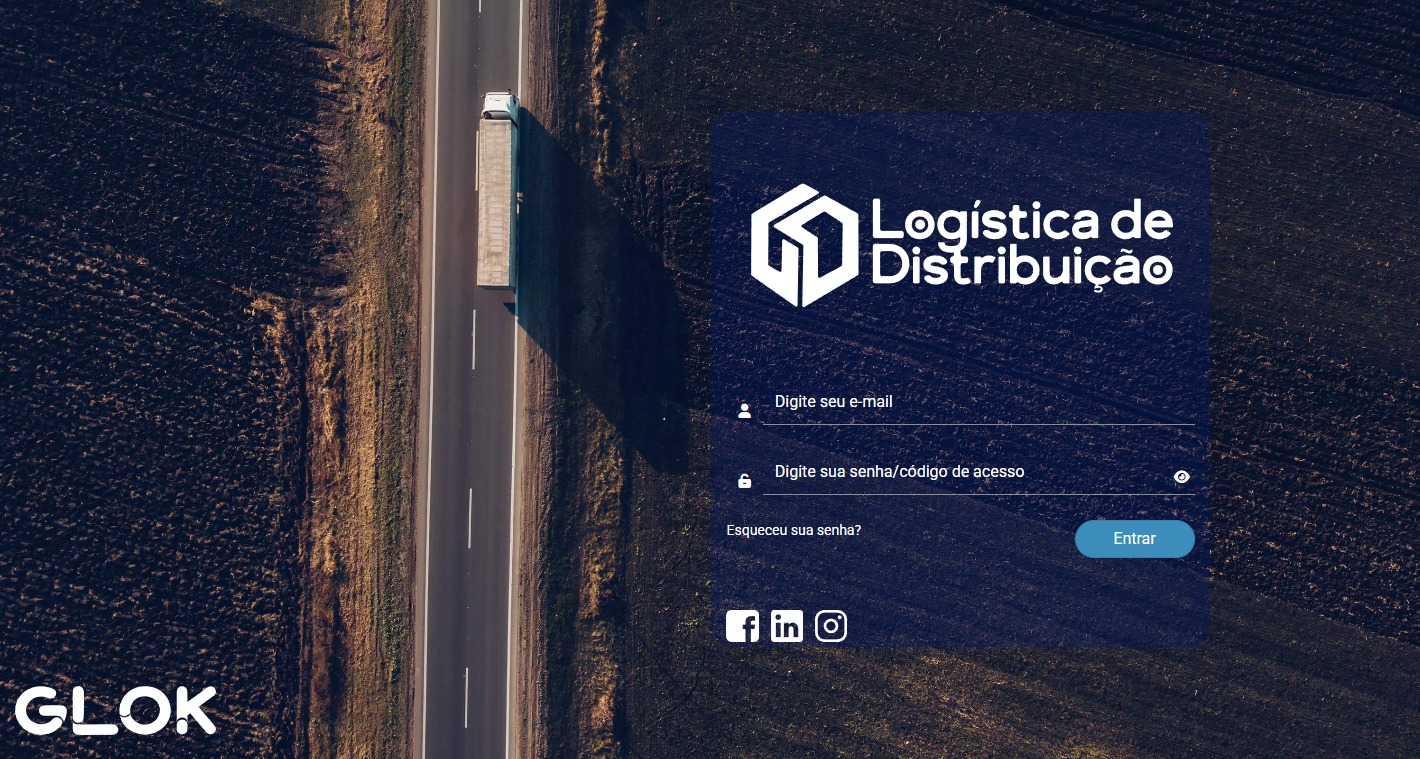 Logística de
Distribuição
Digite seu e-mail
Digite sua senha/código de acesso
Esqueceu sua senha?
Entrar
GLOK